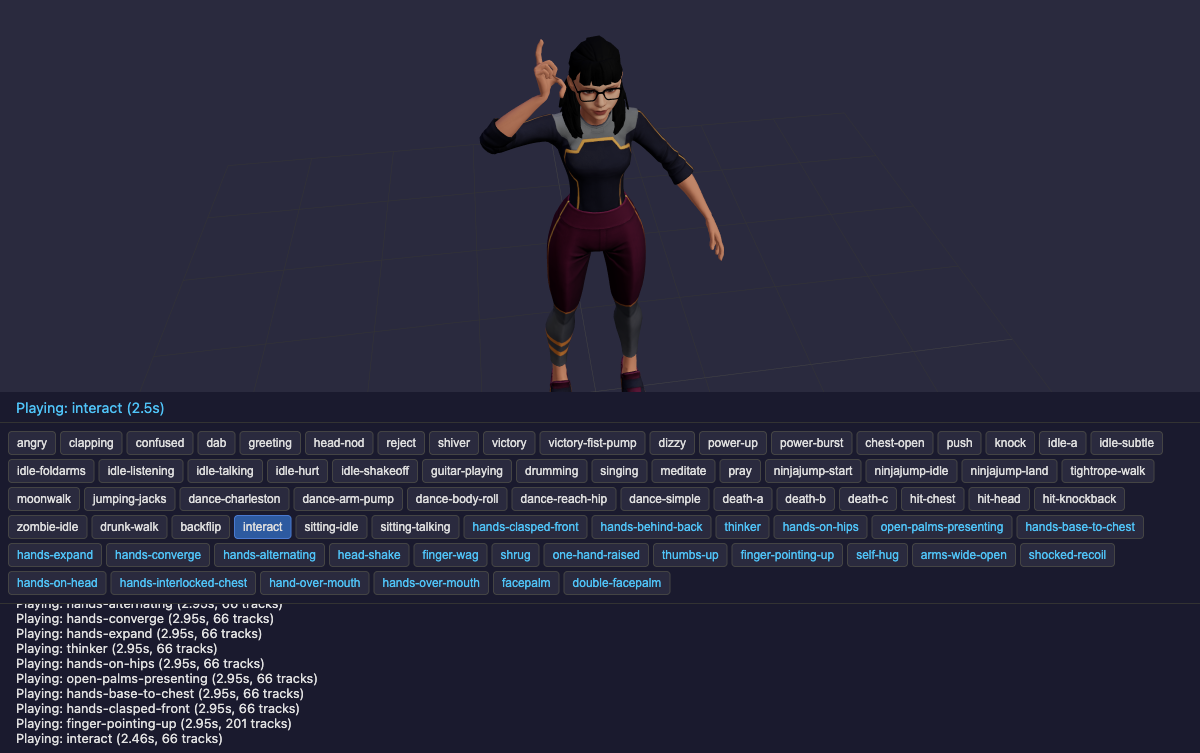 Playing: interact (2.5s)
angry clapping confused dab greeting head-nod reject shiver victory victory-fist-pump dizzy power-up power-burst chest-open push knock idle-a idle-subtle
idle-foldarms idle-listening idle-talking idle-hurt idle-shakeoff guitar-playing drumming singing meditate pray ninjajump-start ninjajump-idle ninjajump-land tightrope-walk
moonwalk jumping-jacks dance-charleston dance-arm-pump dance-body-roll dance-reach-hip dance-simple death-a death-b death-c hit-chest hit-head hit-knockback
zombie-idle drunk-walk backflip interact sitting-idle sitting-talking hands-clasped-front hands-behind-back thinker hands-on-hips open-palms-presenting hands-base-to-chest
hands-expand hands-converge hands-alternating head-shake finger-wag shrug one-hand-raised thumbs-up finger-pointing-up self-hug arms-wide-open shocked-recoil
hands-on-head hands-interlocked-chest hand-over-mouth hands-over-mouth facepalm double-facepalm
Playing: hands-alternating (2.95s, 66 tracks)
Playing: hands-converge (2.95s, 66 tracks)
Playing: hands-expand (2.95s, 66 tracks)
Playing: thinker (2.95s, 66 tracks)
Playing: hands-on-hips (2.95s, 66 tracks)
Playing: open-palms-presenting (2.95s, 66 tracks)
Playing: hands-base-to-chest (2.95s, 66 tracks)
Playing: hands-clasped-front (2.95s, 66 tracks)
Playing: finger-pointing-up (2.95s, 201 tracks)
Playing: interact (2.46s, 66 tracks)